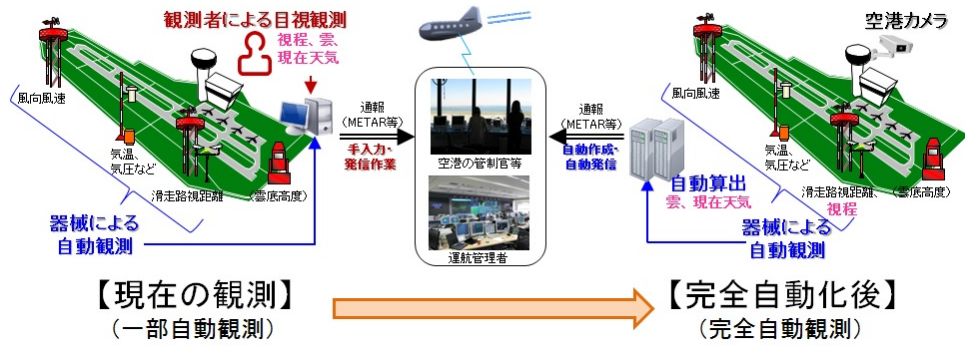 観測者による目視観測
視程、雲、
現在天気
風向風速
気温、
気圧など
滑走路視距離
(雲底高度)
器械による
自動観測
通報
(METAR等)
手入力・
発信作業
空港の管制官等
運航管理者
通報
(METAR等)
自動作成・
自動発信
自動算出
雲、現在天気
空港カメラ
風向風速
気温、
気圧など
滑走路視距離、
視程
(雲底高度)
器械による
自動観測
【現在の観測】
(一部自動観測)
【完全自動化後】
(完全自動観測)